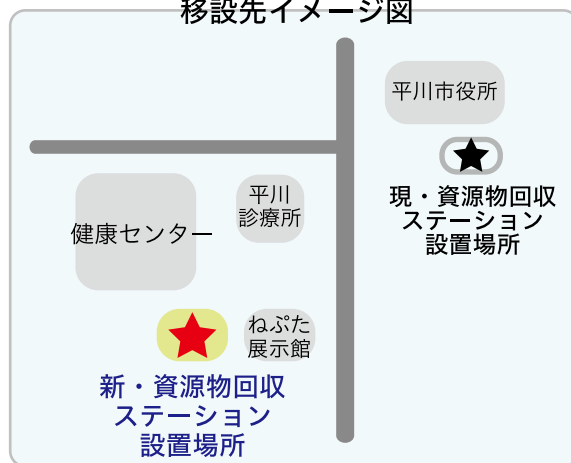 移設先イメージ図
平川市役所
現・資源物回収
ステーション
設置場所
平川
診療所
健康センター
ねぷた
展示館
新・資源物回収
ステーション
設置場所